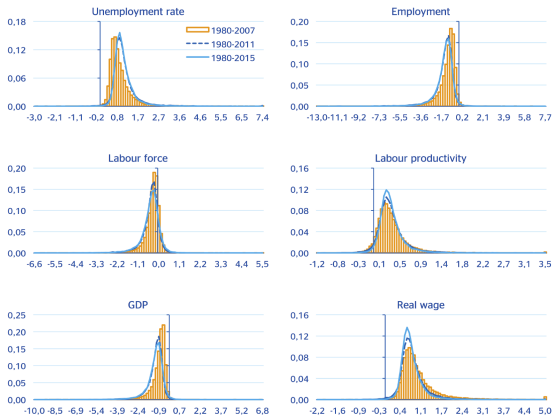 Unemployment rate
0,18
0,12
0,06
0,00
-3,0 -2,1 -1,1 -0,2 0,8 1,7 2,7 3,6 4,6 5,5 6,5 7,4
1980-2007
1980-2011
1980-2015
Employment
0,20
0,15
0,10
0,05
0,00
-13,0 -11,1 -9,2 -7,3 -5,5 -3,6 -1,7 0,2 2,1 3,9 5,8 7,7
Labour force
0,20
0,15
0,10
0,05
0,00
-6,6 -5,5 -4,4 -3,3 -2,2 -1,1 0,0 1,1 2,2 3,3 4,4 5,5
Labour productivity
0,16
0,12
0,08
0,04
0,00
-1,2 -0,8 -0,3 0,1 0,5 1,0 1,4 1,8 2,2 2,7 3,1 3,5
GDP
0,25
0,20
0,15
0,10
0,05
0,00
-10,0 -8,5 -6,9 -5,4 -3,9 -2,4 -0,9 0,7 2,2 3,7 5,2 6,8
Real wage
0,16
0,12
0,08
0,04
0,00
-2,2 -1,6 -0,9 -0,3 0,4 1,1 1,7 2,4 3,1 3,7 4,4 5,0